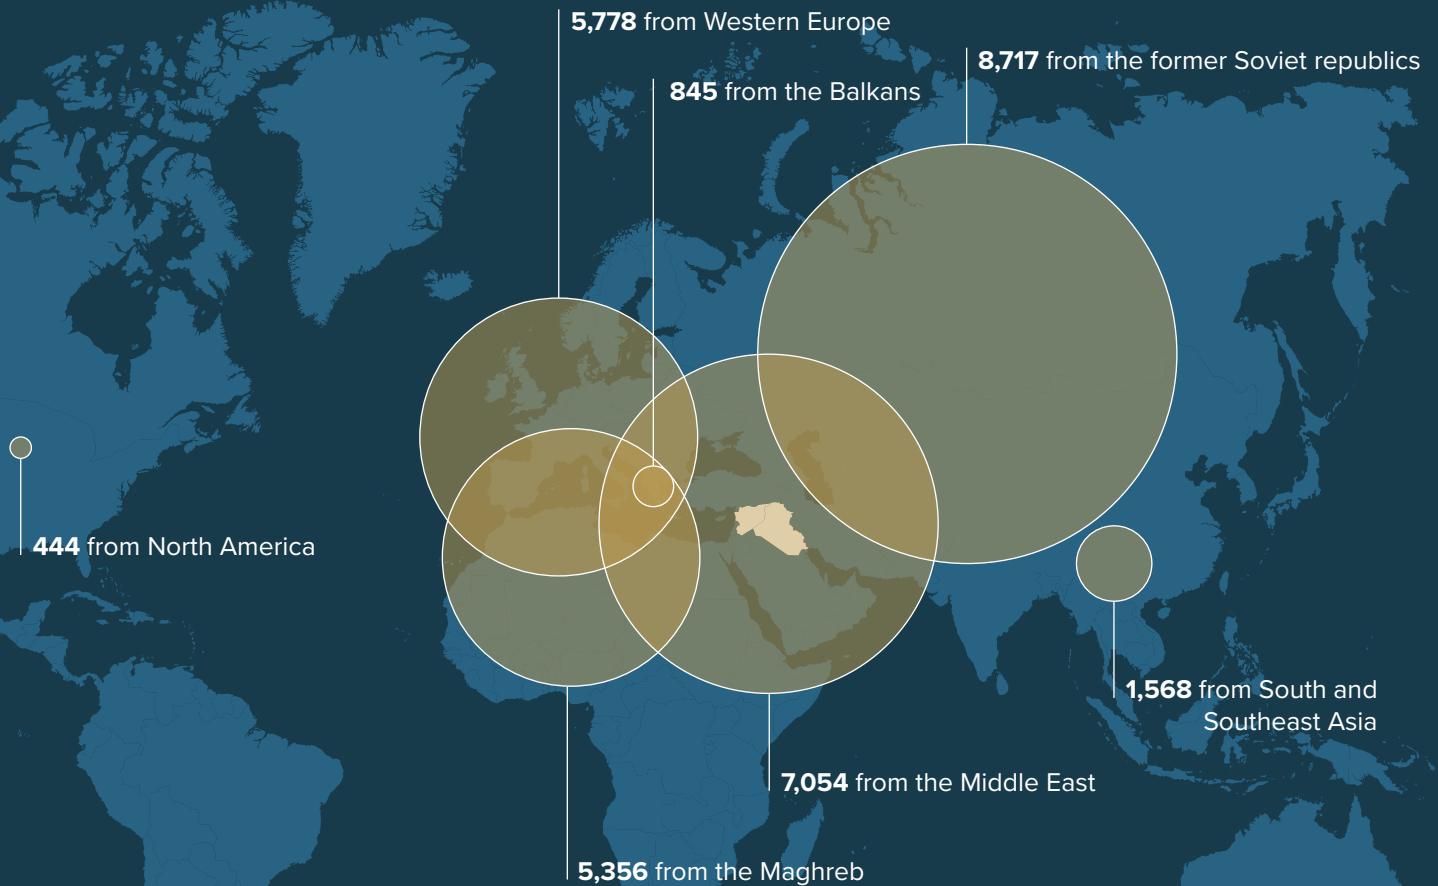 5,778 from Western Europe
8,717 from the former Soviet republics
845 from the Balkans
444 from North America
1,568 from South and
Southeast Asia
7,054 from the Middle East
5,356 from the Maghreb